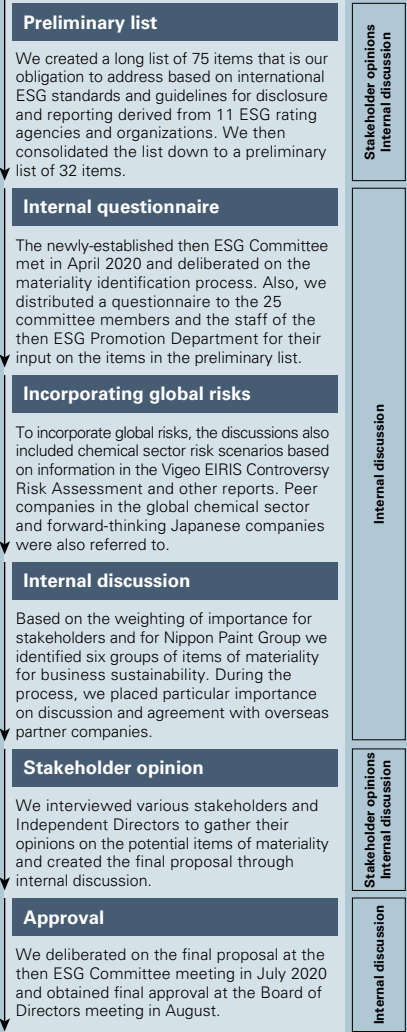 Preliminary list
We created a long list of 75 items that is our
obligation to address based on international
ESG standards and guidelines for disclosure
and reporting derived from 11 ESG rating
agencies and organizations. We then
consolidated the list down to a preliminary
list of 32 items.
Stakeholder opinions
Internal discussion
Internal questionnaire
The newly-established then ESG Committee
met in April 2020 and deliberated on the
materiality identification process. Also, we
distributed a questionnaire to the 25
committee members and the staff of the
then ESG Promotion Department for their
input on the items in the preliminary list.
Incorporating global risks
To incorporate global risks, the discussions also
included chemical sector risk scenarios based
on information in the Vigeo EIRIS Controversy
Risk Assessment and other reports. Peer
companies in the global chemical sector
and forward-thinking Japanese companies
were also referred to.
Internal discussion
Based on the weighting of importance for
stakeholders and for Nippon Paint Group we
identified six groups of items of materiality
for business sustainability. During the
process, we placed particular importance
on discussion and agreement with overseas
partner companies.
Internal discussion
Stakeholder opinion
We interviewed various stakeholders and
Independent Directors to gather their
opinions on the potential items of materiality
and created the final proposal through
internal discussion.
Stakeholder opinions
Internal discussion
Approval
We deliberated on the final proposal at the
then ESG Committee meeting in July 2020
and obtained final approval at the Board of
Directors meeting in August.
Internal discussion